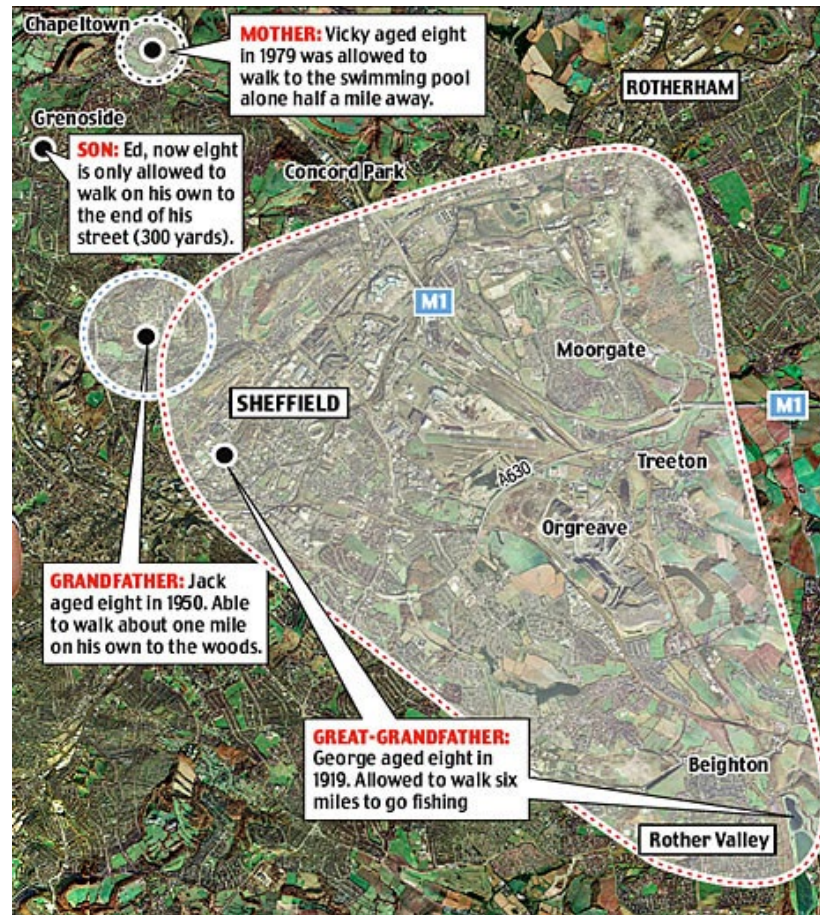 Chapeltown
MOTHER: Vicky aged eight
in 1979 was allowed to
walk to the swimming pool
alone half a mile away.
ROTHERHAM
Grenoside
SON: Ed, now eight
is only allowed to
walk on his own to
the end of his
street (300 yards).
Concord Park
M1
Moorgate
SHEFFIELD
M1
Treeton
A630
Orgreave
GRANDFATHER: Jack
aged eight in 1950. Able
to walk about one mile
on his own to the woods.
GREAT-GRANDFATHER:
George aged eight in
1919. Allowed to walk six
miles to go fishing
Beighton
Rother Valley